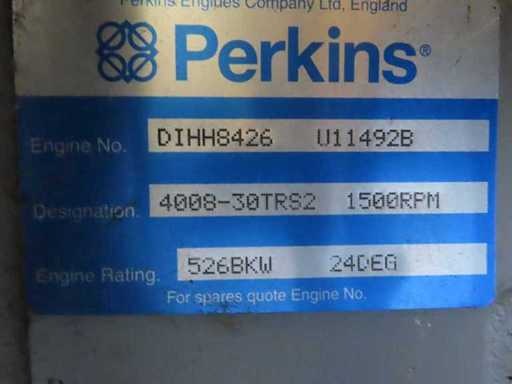 Perkins Engines Company Ltd, England
Perkins®
Engine No. DIHH8426 U11492B
Designation. 4008-30TRS2 1500RPM
Engine Rating. 526BKW 24DEG
For spares quote Engine No.